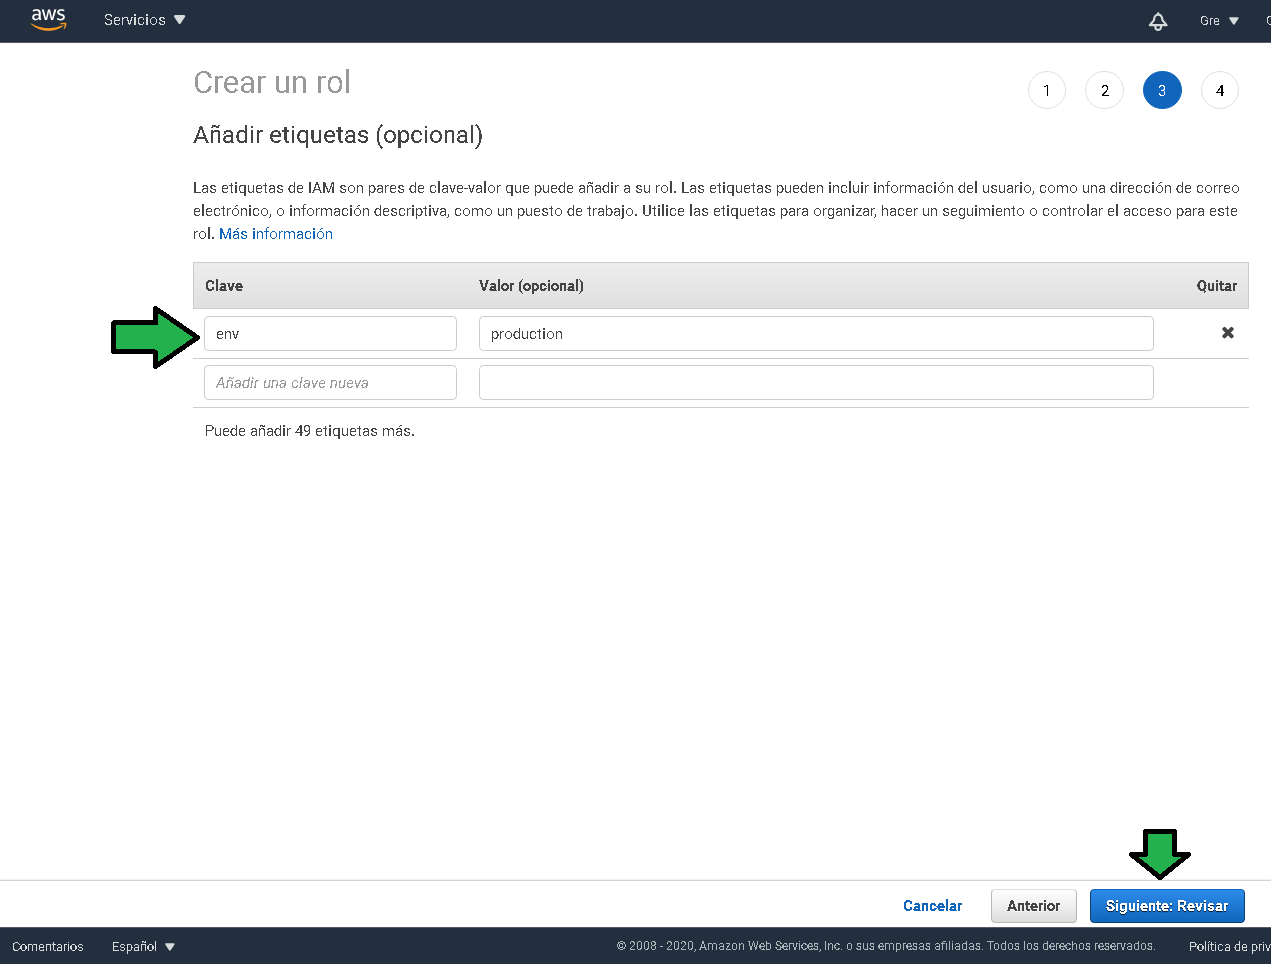 aws Servicios Gre
Crear un rol
1 2 3 4
Añadir etiquetas (opcional)
Las etiquetas de IAM son pares de clave-valor que puede añadir a su rol. Las etiquetas pueden incluir información del usuario, como una dirección de correo
electrónico, o información descriptiva, como un puesto de trabajo. Utilice las etiquetas para organizar, hacer un seguimiento o controlar el acceso para este
rol. Más información
Clave Valor (opcional) Quitar
env production
Añadir una clave nueva
Puede añadir 49 etiquetas más.
Cancelar Anterior Siguiente: Revisar
Comentarios Español © 2008 - 2020, Amazon Web Services, Inc. o sus empresas afiliadas. Todos los derechos reservados. Política de priv